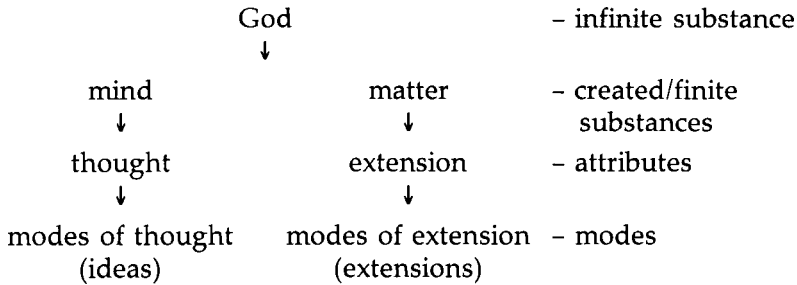 God – infinite substance
↓
mind matter – created/finite
↓ ↓ substances
thought extension – attributes
↓ ↓
modes of thought modes of extension – modes
(ideas) (extensions)